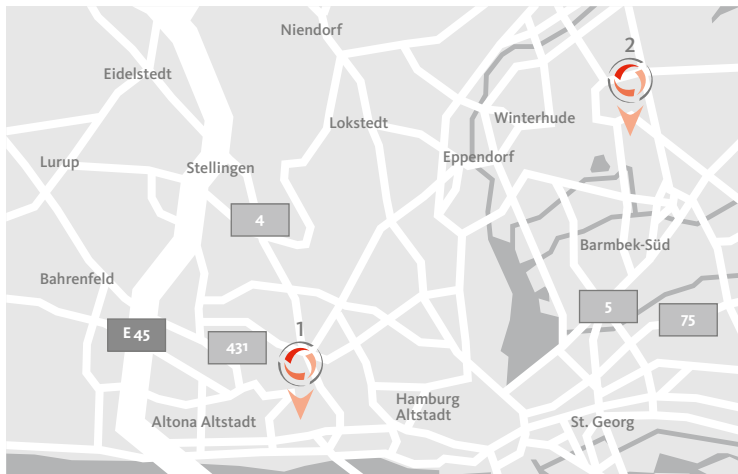 Niendorf
2
Eidelstedt
Lokstedt
Winterhude
Eppendorf
Lurup
Stellingen
4
Barmbek-Süd
Bahrenfeld
5
75
E 45
431
1
Hamburg
Altstadt
Altona Altstadt
St. Georg